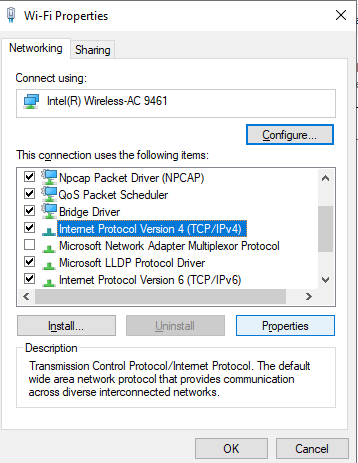 Wi-Fi Properties
Networking
Sharing
Connect using:
Intel(R) Wireless-AC 9461
Configure...
This connection uses the following items:
Npcap Packet Driver (NPCAP)
QoS Packet Scheduler
Bridge Driver
Internet Protocol Version 4 (TCP/IPv4)
Microsoft Network Adapter Multiplexor Protocol
Microsoft LLDP Protocol Driver
Internet Protocol Version 6 (TCP/IPv6)
Install...
Uninstall
Properties
Description
Transmission Control Protocol/Internet Protocol. The default
wide area network protocol that provides communication
across diverse interconnected networks.
OK
Cancel